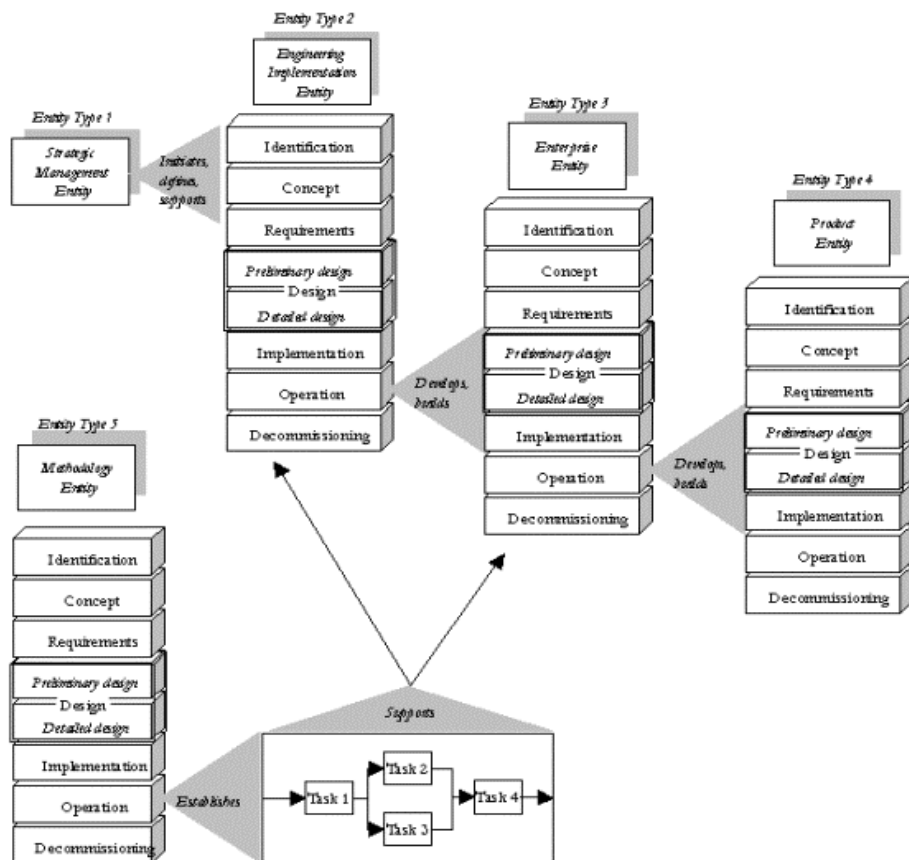 Entity Type 2
Engineering
Implementation
Entity
Identification
Concept
Requirements
Preliminary design
Design
Detailed design
Implementation
Operation
Decommissioning
Entity Type 1
Strategic
Management
Entity
Initiates,
defines,
supports
Entity Type 3
Enterprise
Entity
Identification
Concept
Requirements
Preliminary design
Design
Detailed design
Implementation
Operation
Decommissioning
Develops,
builds
Entity Type 4
Product
Entity
Identification
Concept
Requirements
Preliminary design
Design
Detailed design
Implementation
Operation
Decommissioning
Develops,
builds
Entity Type 5
Methodology
Entity
Identification
Concept
Requirements
Preliminary design
Design
Detailed design
Implementation
Operation
Decommissioning
Establishes
Supports
Task 1
Task 2
Task 3
Task 4